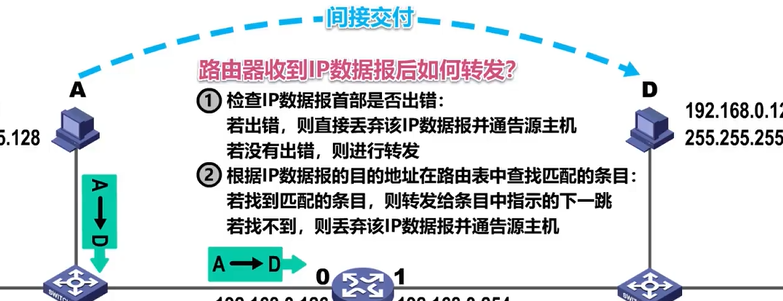 间接交付
路由器收到IP数据报后如何转发？
A
D
① 检查IP数据报首部是否出错：
若出错，则直接丢弃该IP数据报并通告源主机
若没有出错，则进行转发
② 根据IP数据报的目的地址在路由表中查找匹配的条目：
若找到匹配的条目，则转发给条目中指示的下一跳
若找不到，则丢弃该IP数据报并通告源主机
5.128
192.168.0.12
255.255.255
A→D
A→D
0
1